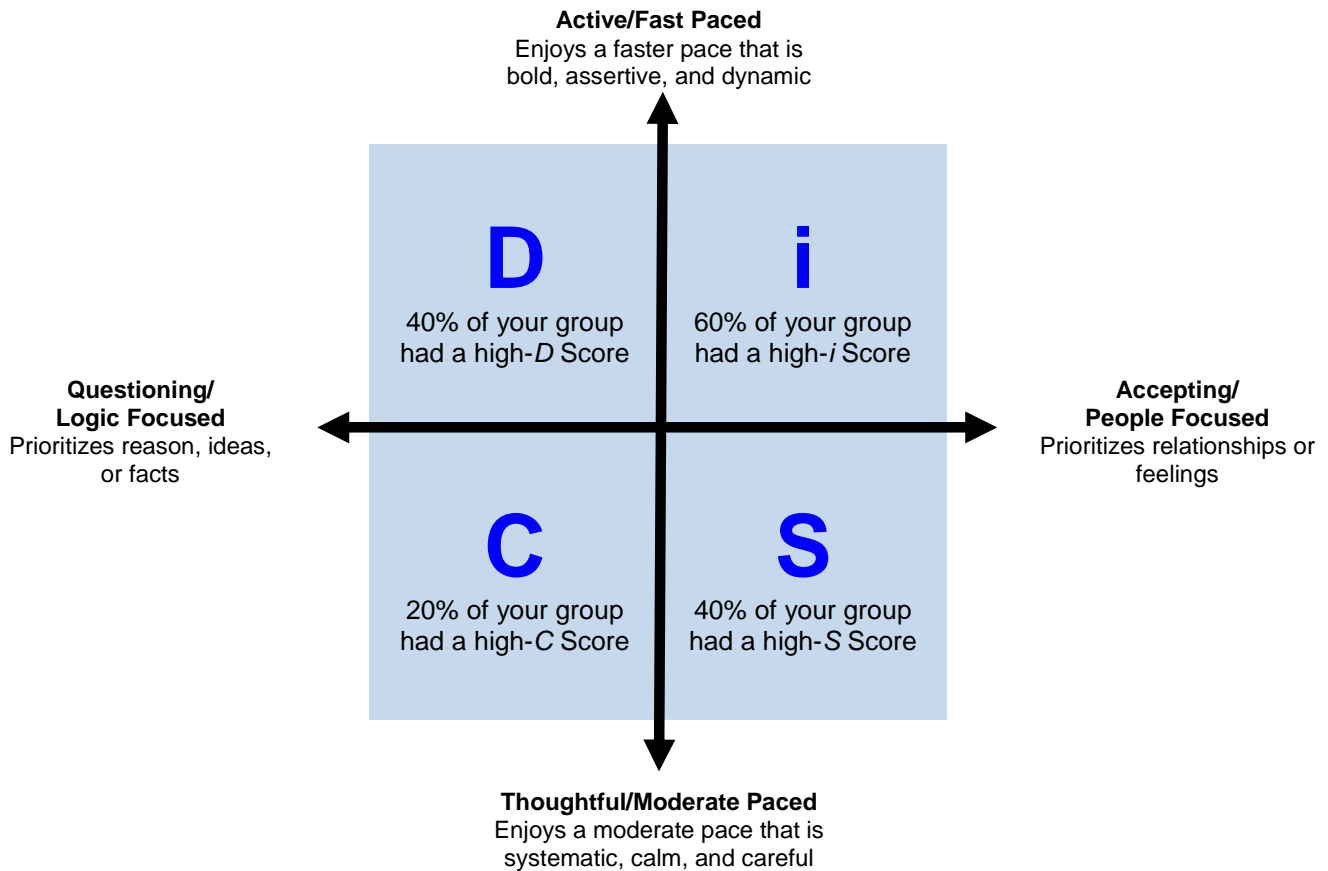 Active/Fast Paced
Enjoys a faster pace that is
bold, assertive, and dynamic
D
40% of your group
had a high-D Score
i
60% of your group
had a high-i Score
Questioning/
Logic Focused
Prioritizes reason, ideas,
or facts
Accepting/
People Focused
Prioritizes relationships or
feelings
C
20% of your group
had a high-C Score
S
40% of your group
had a high-S Score
Thoughtful/Moderate Paced
Enjoys a moderate pace that is
systematic, calm, and careful